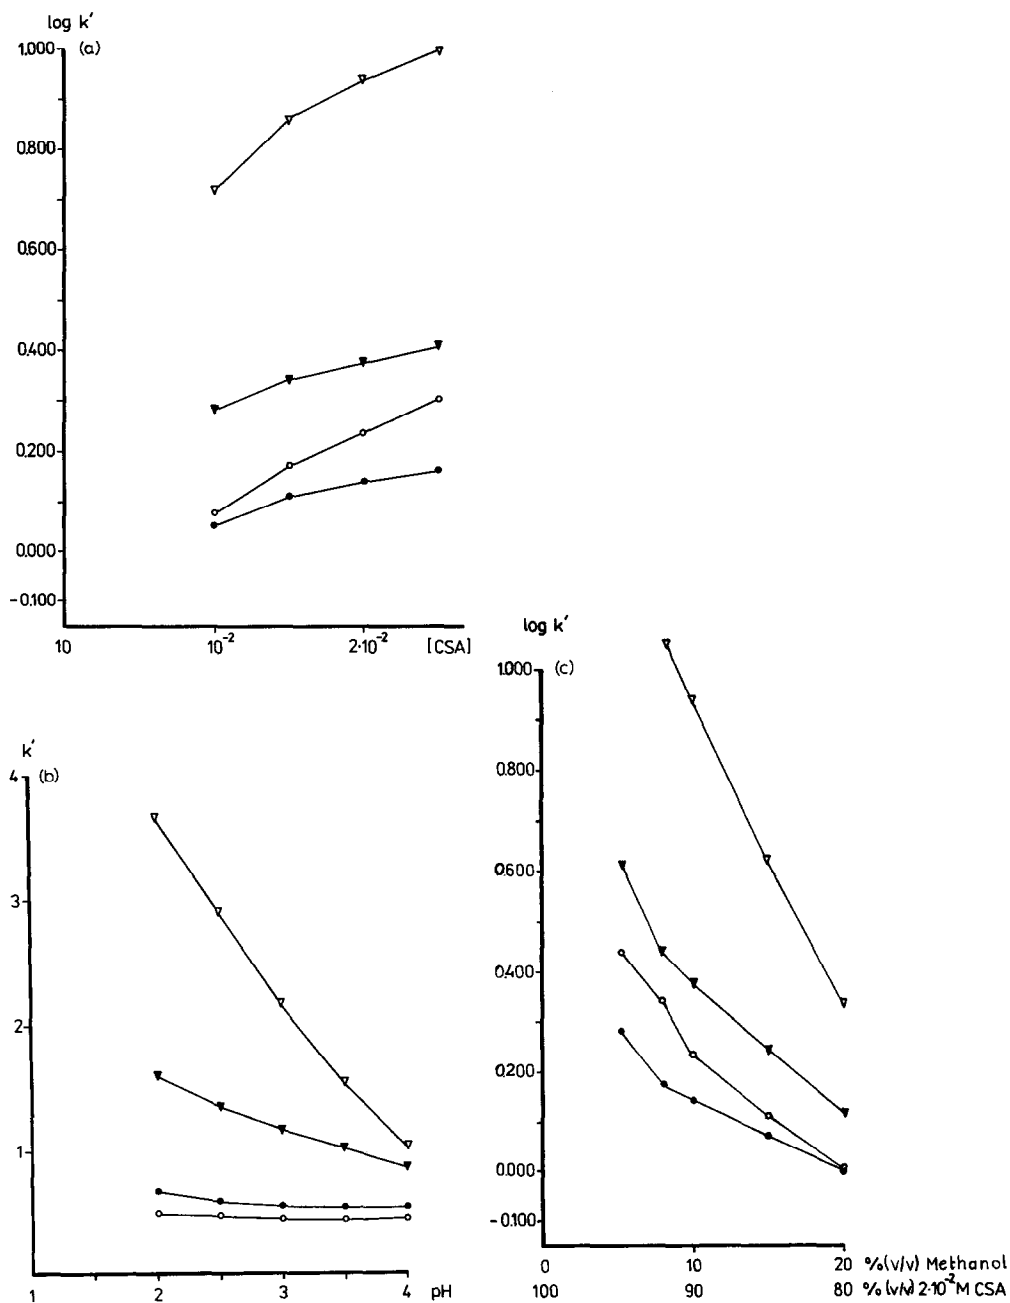 log k′
(a)
1.000
0.800
0.600
0.400
0.200
0.000
-0.100
10 10⁻² 2·10⁻² [CSA]
k′
(b)
4
3
2
1
1 2 3 4 pH
log k′
(c)
1.000
0.800
0.600
0.400
0.200
0.000
-0.100
0 10 20 %(v/v) Methanol
100 90 80 %(v/v) 2·10⁻²M CSA